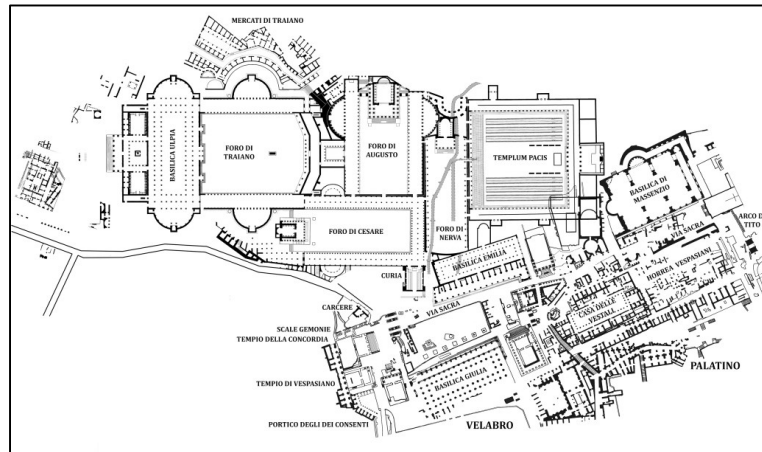 MERCATI DI TRAIANO
BASILICA ULPIA
FORO DI
TRAIANO
FORO DI
AUGUSTO
TEMPLUM PACIS
BASILICA DI
MASSENZIO
FORO DI CESARE
FORO DI
NERVA
VIA SACRA
ARCO DI
TITO
BASILICA EMILIA
HORREA VESPASIANI
CURIA
CARCERE
VIA SACRA
CASA DELLE
VESTALI
SCALE GEMONIE
TEMPIO DELLA CONCORDIA
TEMPIO DI VESPASIANO
BASILICA GIULIA
PALATINO
PORTICO DEGLI DEI CONSENTI
VELABRO